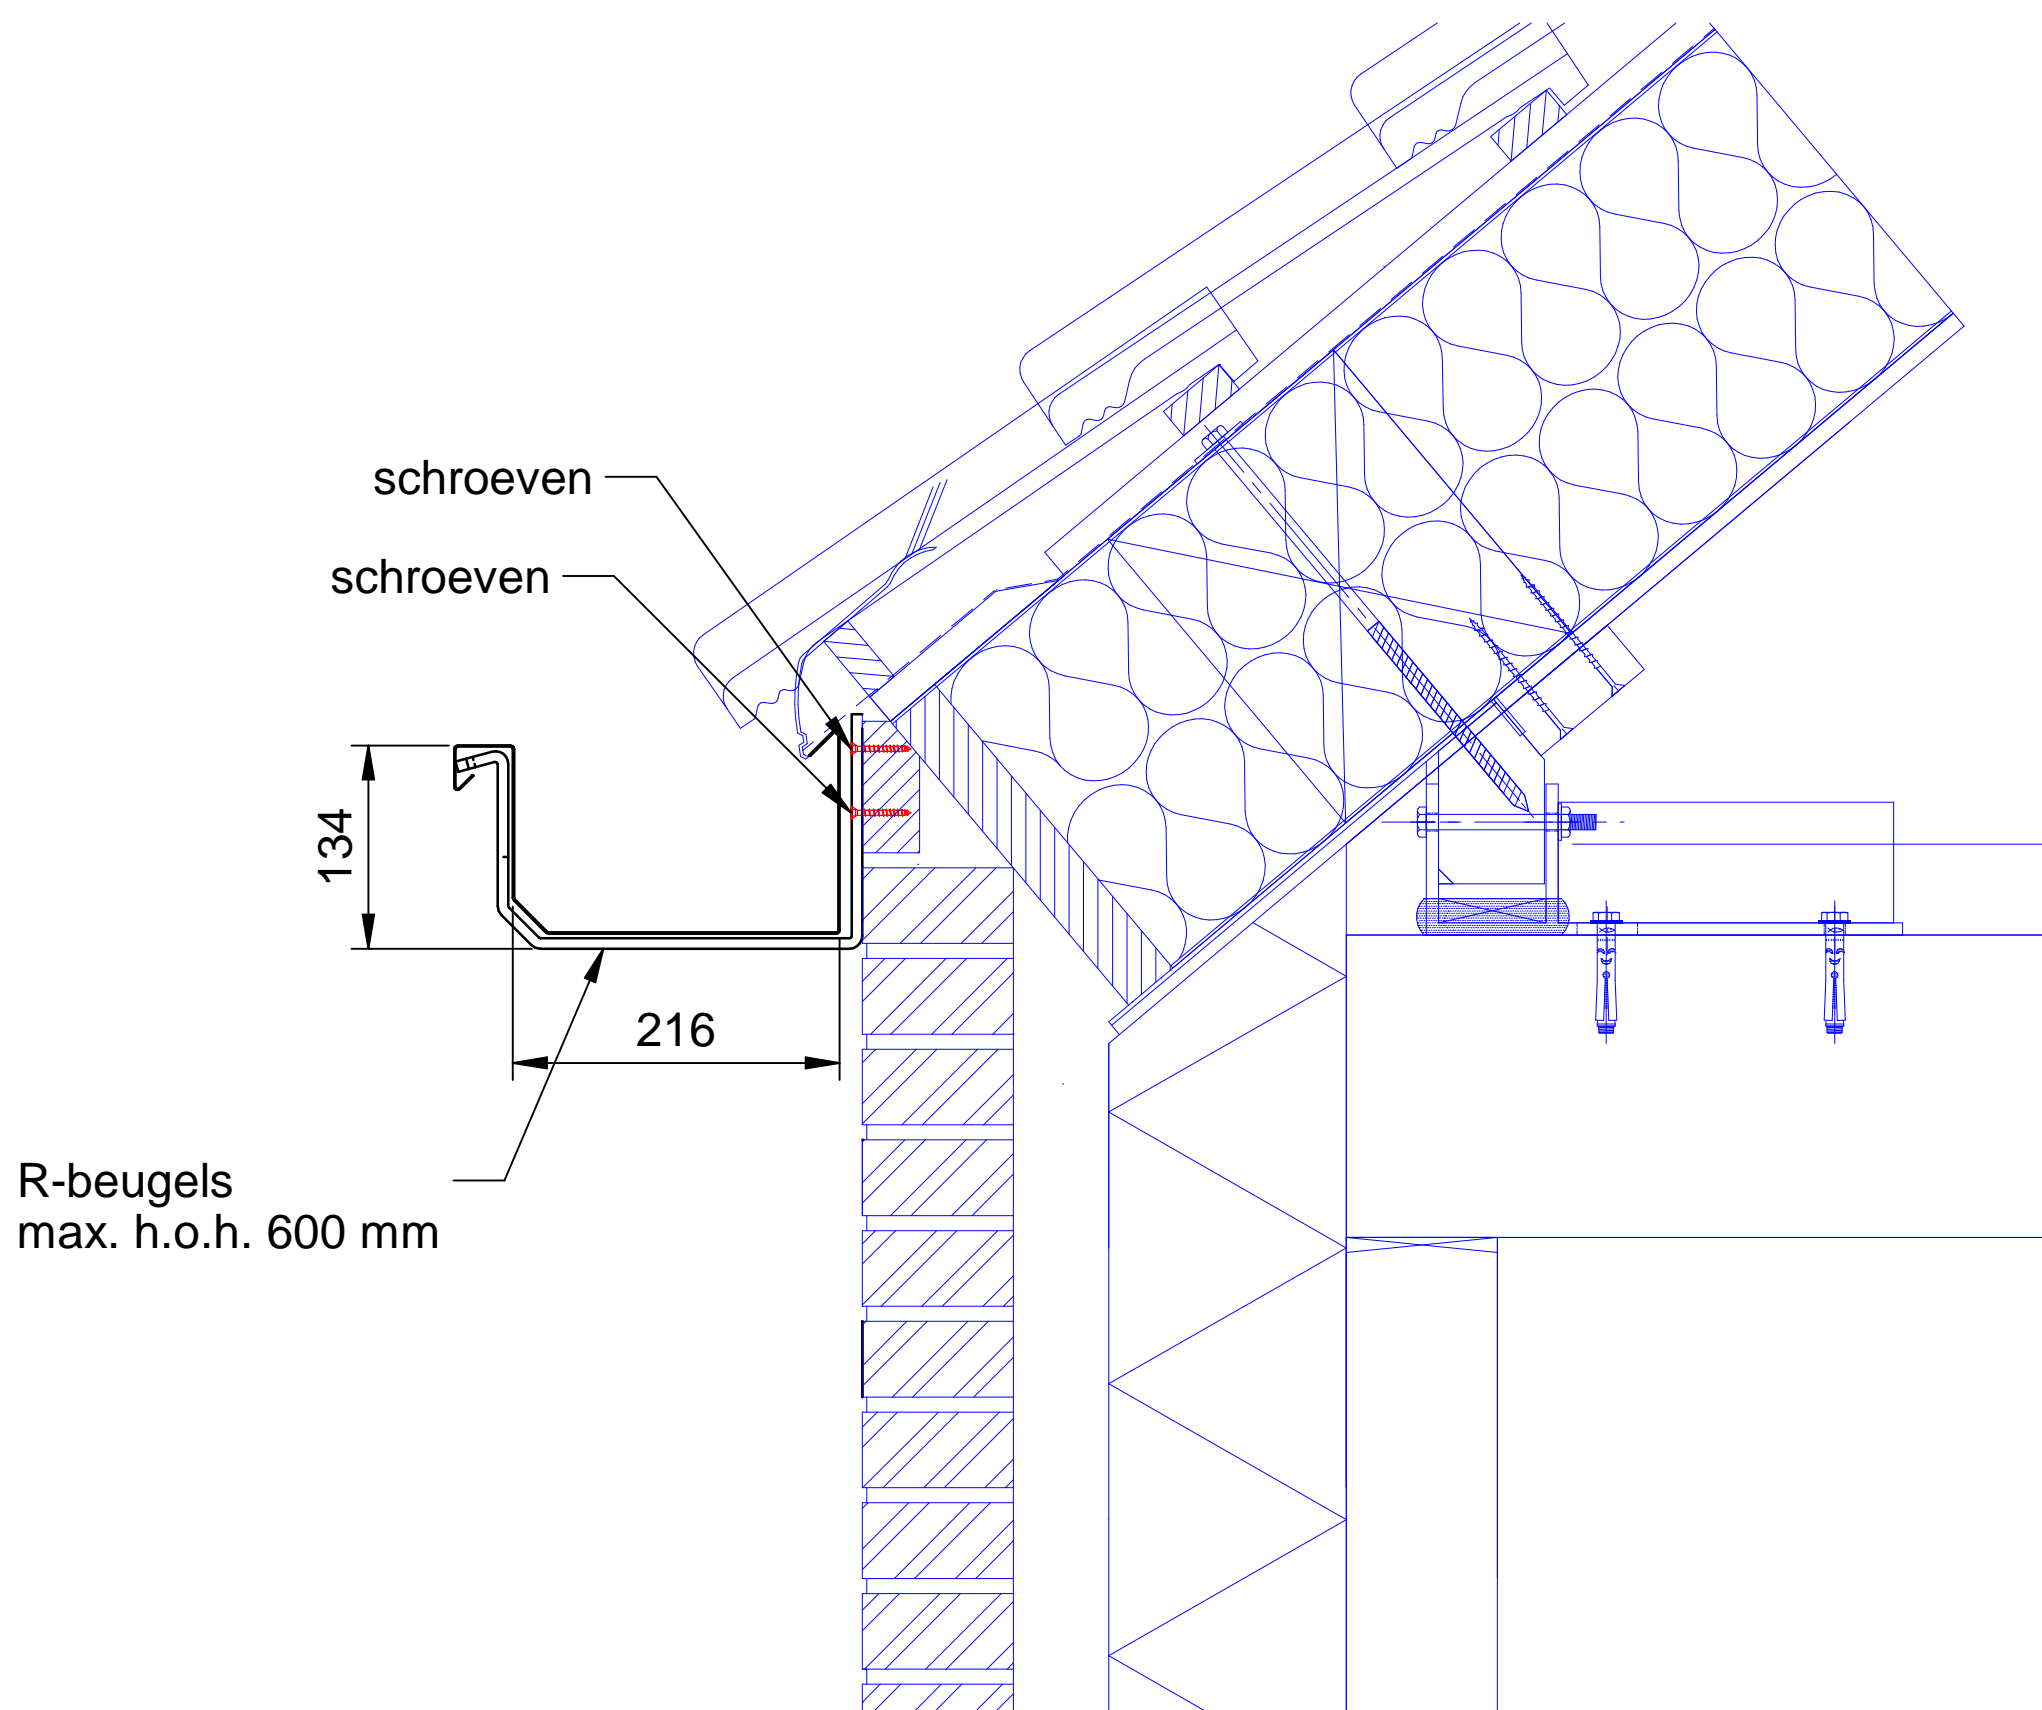 schroeven
schroeven
134
216
R-beugels
max. h.o.h. 600 mm